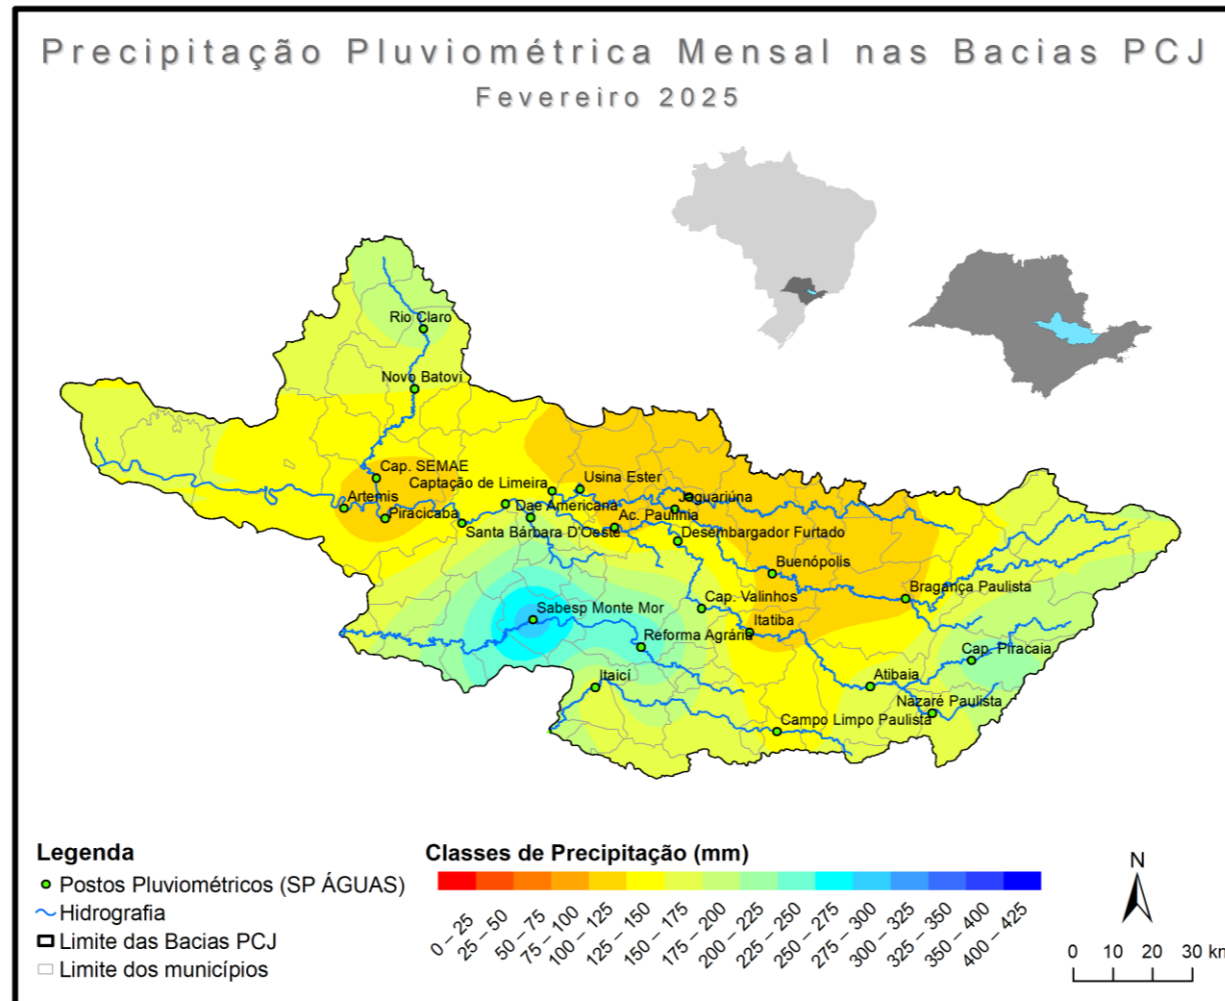 Precipitação Pluviométrica Mensal nas Bacias PCJ
Fevereiro 2025
Rio Claro
Novo Batovi
Cap. SEMAE
Captação de Limeira
Usina Ester
Artemis
Jaguariúna
Piracicaba
Dae Americana
Ac. Paulínia
Santa Bárbara D'Oeste
Desembargador Furtado
Buenópolis
Bragança Paulista
Sabesp Monte Mor
Cap. Valinhos
Itatiba
Reforma Agrária
Cap. Piracaia
Itaicí
Atibaia
Nazaré Paulista
Campo Limpo Paulista
Legenda
Postos Pluviométricos (SP ÁGUAS)
Hidrografia
Limite das Bacias PCJ
Limite dos municípios
Classes de Precipitação (mm)
0 – 25
25 – 50
50 – 75
75 – 100
100 – 125
125 – 150
150 – 175
175 – 200
200 – 225
225 – 250
250 – 275
275 – 300
300 – 325
325 – 350
350 – 400
400 – 425
N
0 10 20 30 km